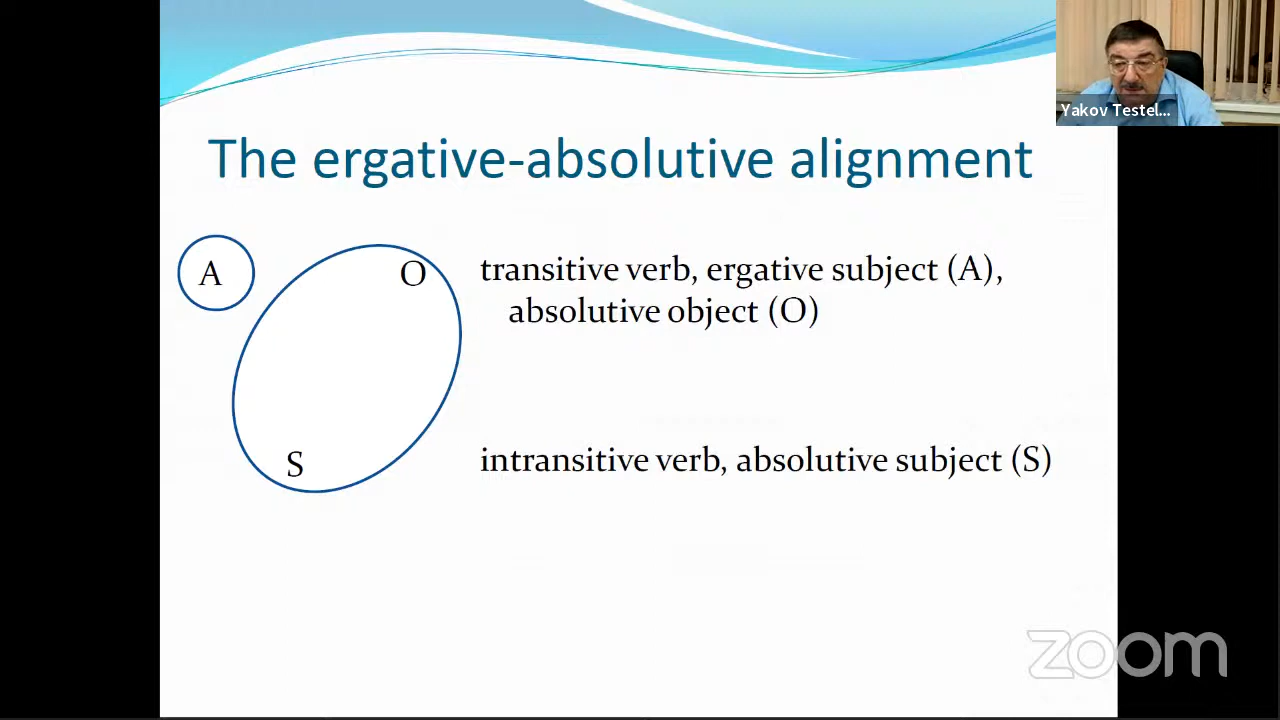 Yakov Testel...
The ergative-absolutive alignment
A
O
transitive verb, ergative subject (A),
absolutive object (O)
S
intransitive verb, absolutive subject (S)
zoom